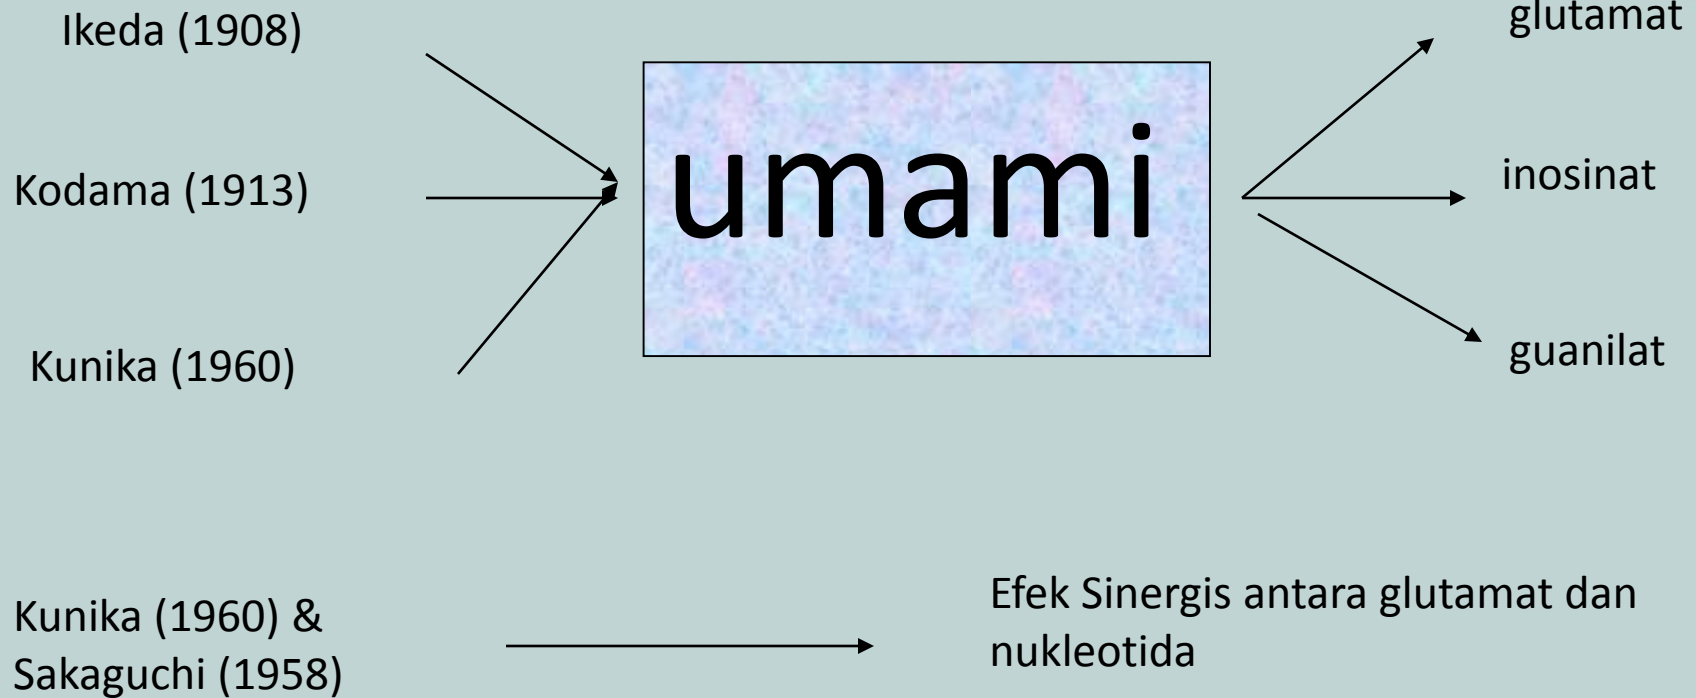 Ikeda (1908)
Kodama (1913)
Kunika (1960)
umami
glutamat
inosinat
guanilat
Kunika (1960) &
Sakaguchi (1958)
Efek Sinergis antara glutamat dan
nukleotida